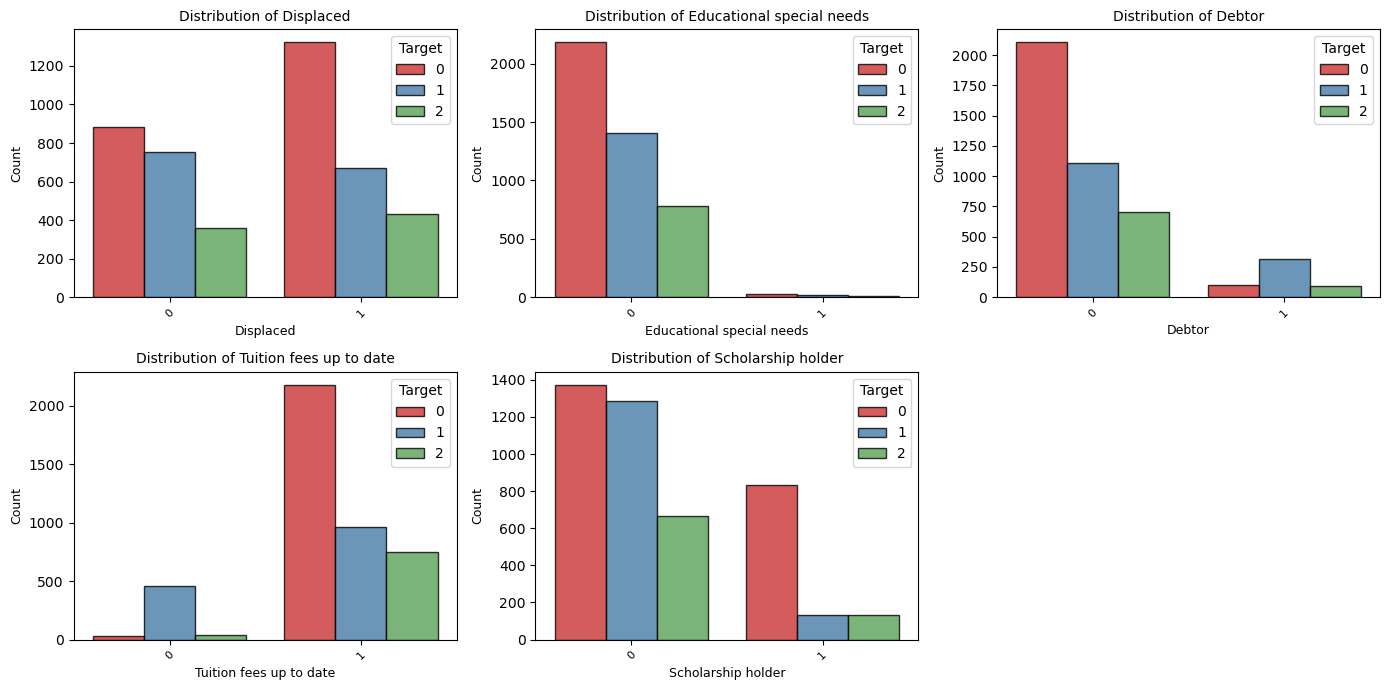 Distribution of Displaced
Count
1200
1000
800
600
400
200
0
Target
0
1
2
0
1
Displaced
Distribution of Educational special needs
Count
2000
1500
1000
500
0
Target
0
1
2
0
1
Educational special needs
Distribution of Debtor
Count
2000
1750
1500
1250
1000
750
500
250
0
Target
0
1
2
0
1
Debtor
Distribution of Tuition fees up to date
Count
2000
1500
1000
500
0
Target
0
1
2
0
1
Tuition fees up to date
Distribution of Scholarship holder
Count
1400
1200
1000
800
600
400
200
0
Target
0
1
2
0
1
Scholarship holder